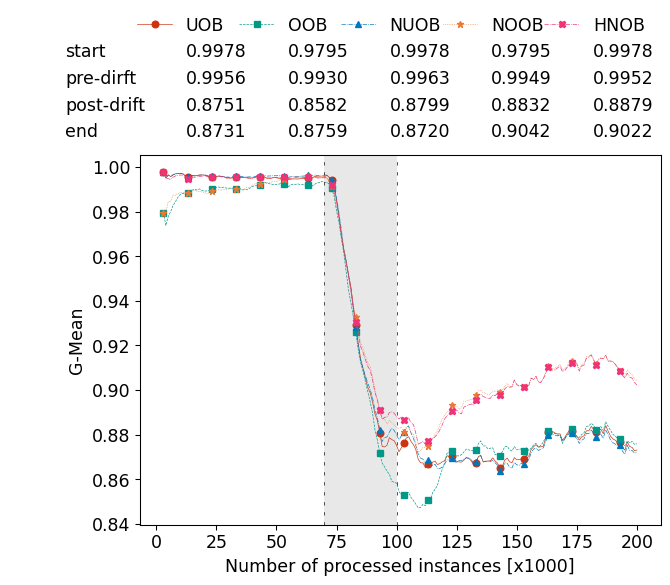 UOB OOB NUOB NOOB HNOB
start 0.9978 0.9795 0.9978 0.9795 0.9978
pre-dirft 0.9956 0.9930 0.9963 0.9949 0.9952
post-drift 0.8751 0.8582 0.8799 0.8832 0.8879
end 0.8731 0.8759 0.8720 0.9042 0.9022
1.00
0.98
0.96
0.94
0.92
0.90
0.88
0.86
0.84
G-Mean
0 25 50 75 100 125 150 175 200
Number of processed instances [x1000]